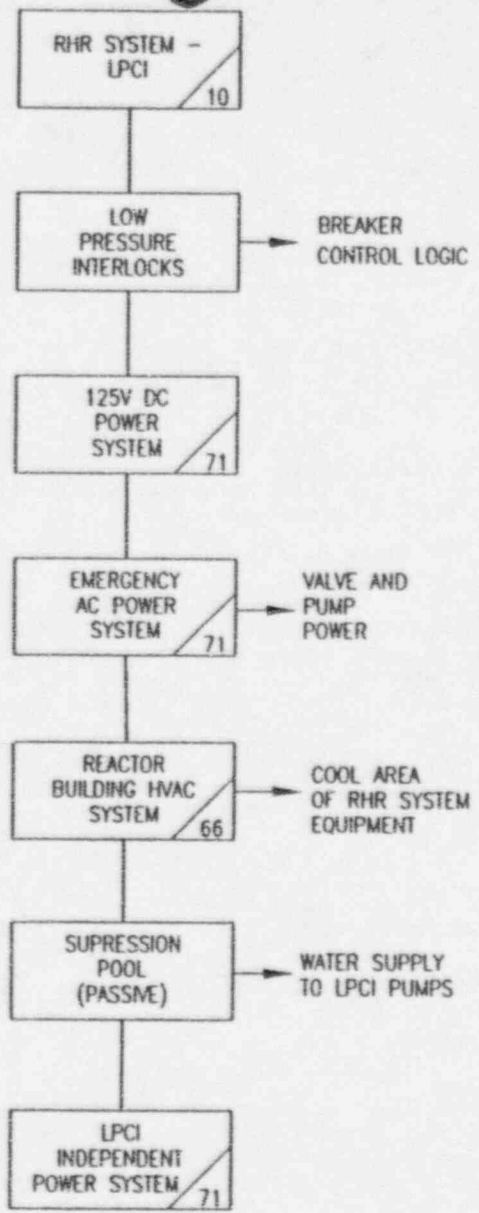 RHR SYSTEM -
LPCI
10
LOW
PRESSURE
INTERLOCKS
BREAKER
CONTROL LOGIC
125V DC
POWER
SYSTEM
71
EMERGENCY
AC POWER
SYSTEM
71
VALVE AND
PUMP
POWER
REACTOR
BUILDING HVAC
SYSTEM
66
COOL AREA
OF RHR SYSTEM
EQUIPMENT
SUPRESSION
POOL
(PASSIVE)
WATER SUPPLY
TO LPCI PUMPS
LPCI
INDEPENDENT
POWER SYSTEM
71